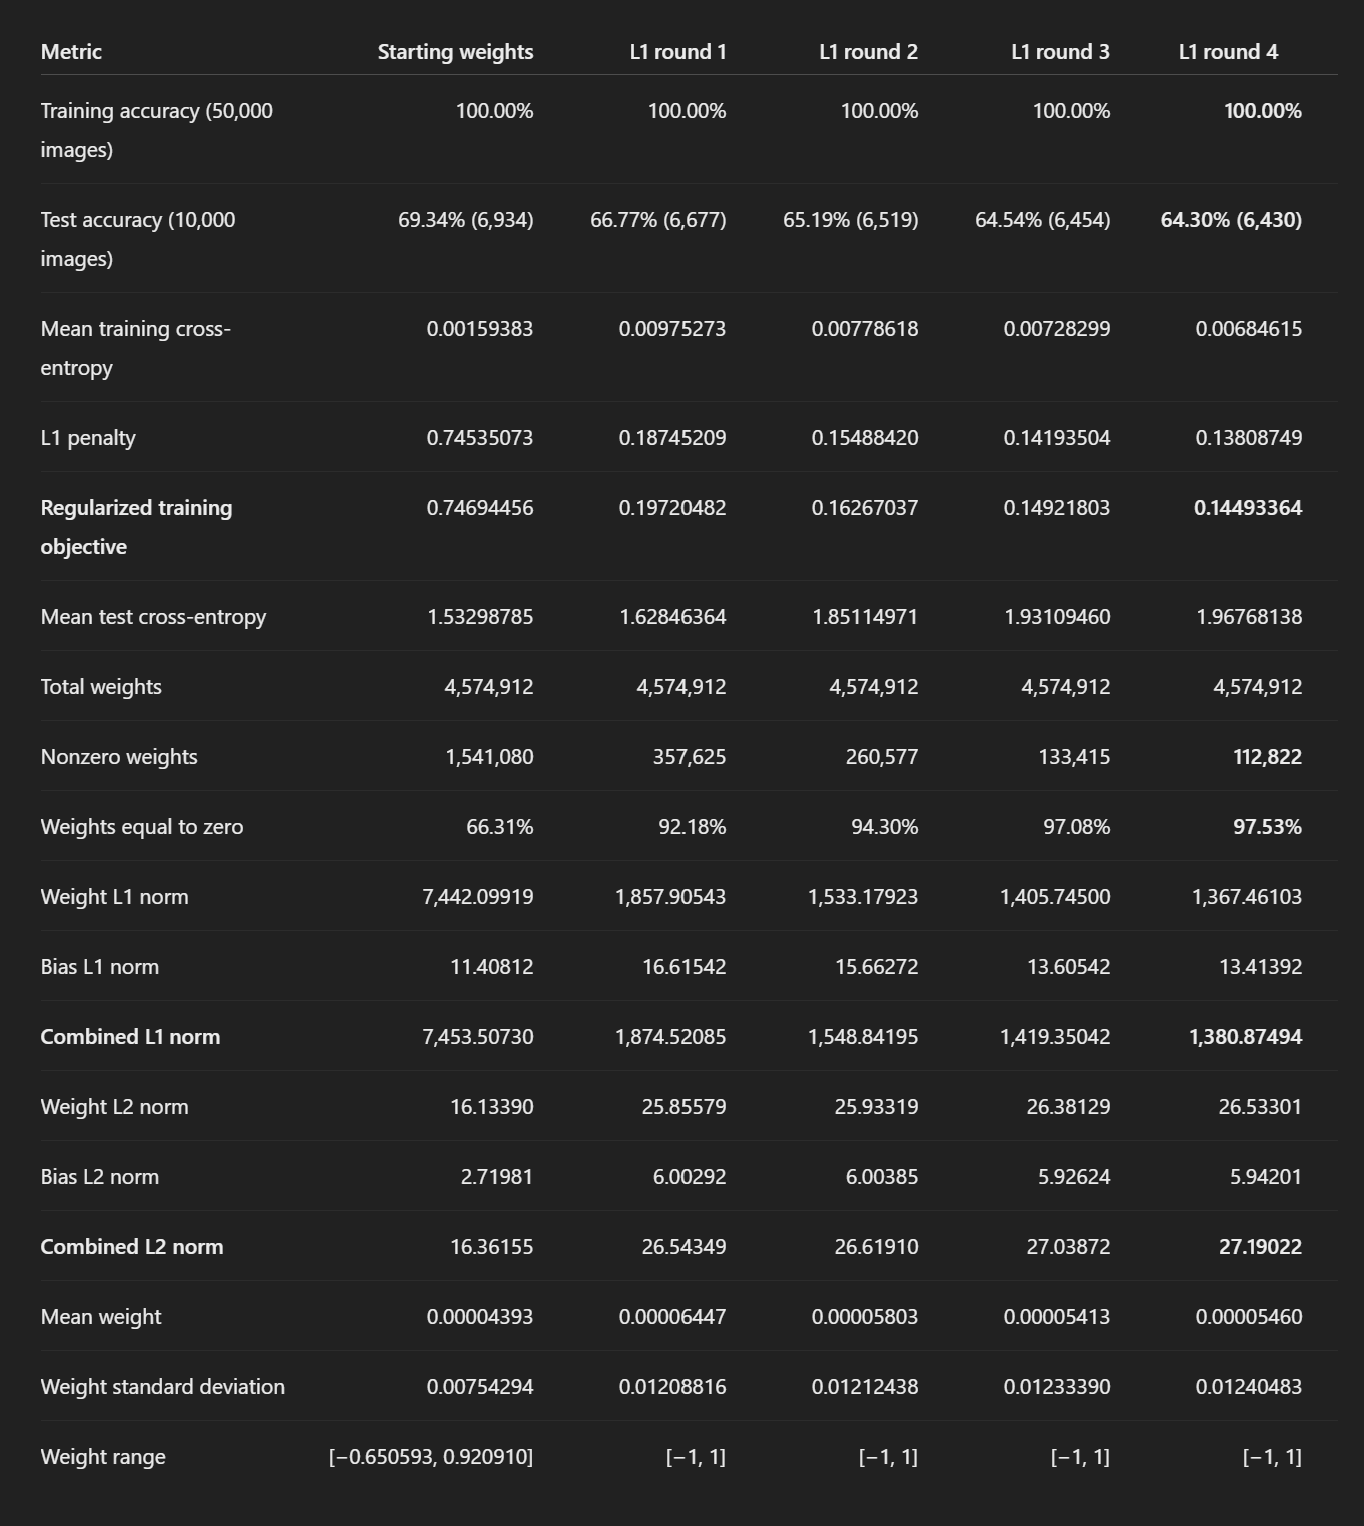 Metric Starting weights L1 round 1 L1 round 2 L1 round 3 L1 round 4
Training accuracy (50,000 100.00% 100.00% 100.00% 100.00% 100.00%
images)
Test accuracy (10,000 69.34% (6,934) 66.77% (6,677) 65.19% (6,519) 64.54% (6,454) 64.30% (6,430)
images)
Mean training cross- 0.00159383 0.00975273 0.00778618 0.00728299 0.00684615
entropy
L1 penalty 0.74535073 0.18745209 0.15488420 0.14193504 0.13808749
Regularized training 0.74694456 0.19720482 0.16267037 0.14921803 0.14493364
objective
Mean test cross-entropy 1.53298785 1.62846364 1.85114971 1.93109460 1.96768138
Total weights 4,574,912 4,574,912 4,574,912 4,574,912 4,574,912
Nonzero weights 1,541,080 357,625 260,577 133,415 112,822
Weights equal to zero 66.31% 92.18% 94.30% 97.08% 97.53%
Weight L1 norm 7,442.09919 1,857.90543 1,533.17923 1,405.74500 1,367.46103
Bias L1 norm 11.40812 16.61542 15.66272 13.60542 13.41392
Combined L1 norm 7,453.50730 1,874.52085 1,548.84195 1,419.35042 1,380.87494
Weight L2 norm 16.13390 25.85579 25.93319 26.38129 26.53301
Bias L2 norm 2.71981 6.00292 6.00385 5.92624 5.94201
Combined L2 norm 16.36155 26.54349 26.61910 27.03872 27.19022
Mean weight 0.00004393 0.00006447 0.00005803 0.00005413 0.00005460
Weight standard deviation 0.00754294 0.01208816 0.01212438 0.01233390 0.01240483
Weight range [−0.650593, 0.920910] [−1, 1] [−1, 1] [−1, 1] [−1, 1]